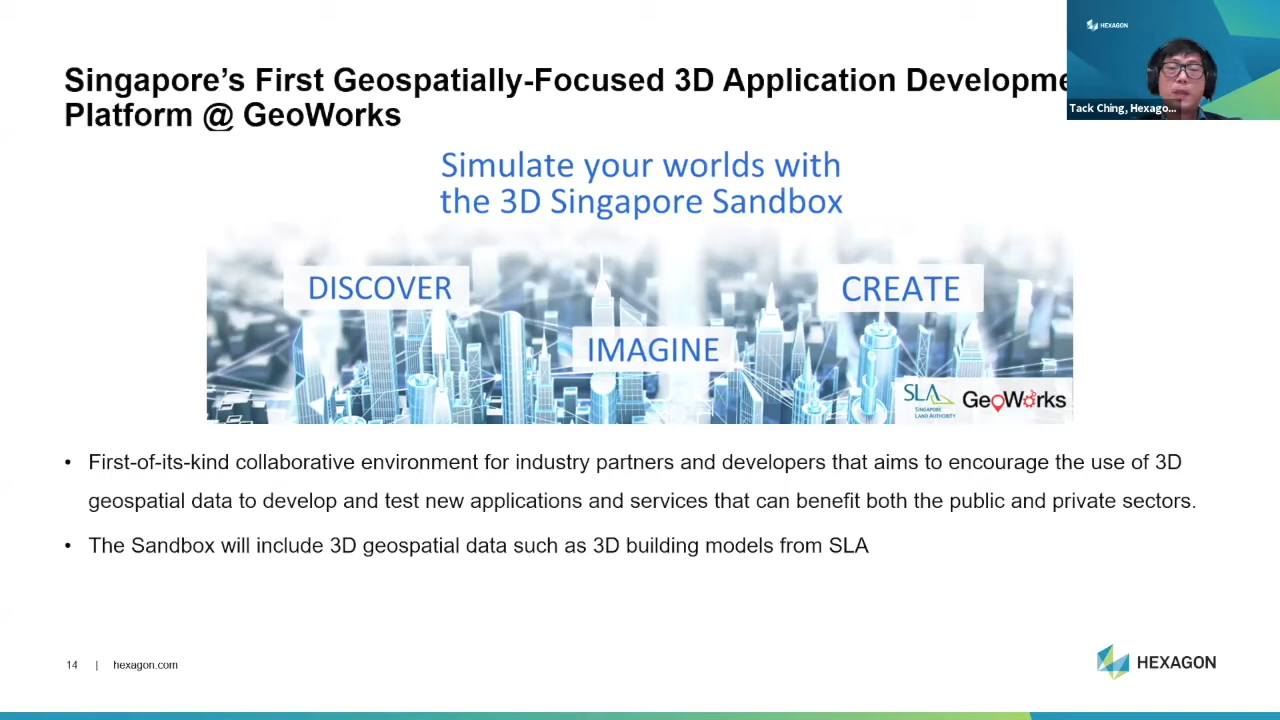 HEXAGON
Tack Ching, Hexago...
Singapore’s First Geospatially-Focused 3D Application Developme
Platform @ GeoWorks
Simulate your worlds with
the 3D Singapore Sandbox
DISCOVER
CREATE
IMAGINE
SLA
SINGAPORE
LAND AUTHORITY
GeoWorks
• First-of-its-kind collaborative environment for industry partners and developers that aims to encourage the use of 3D
geospatial data to develop and test new applications and services that can benefit both the public and private sectors.
• The Sandbox will include 3D geospatial data such as 3D building models from SLA
14 | hexagon.com
HEXAGON